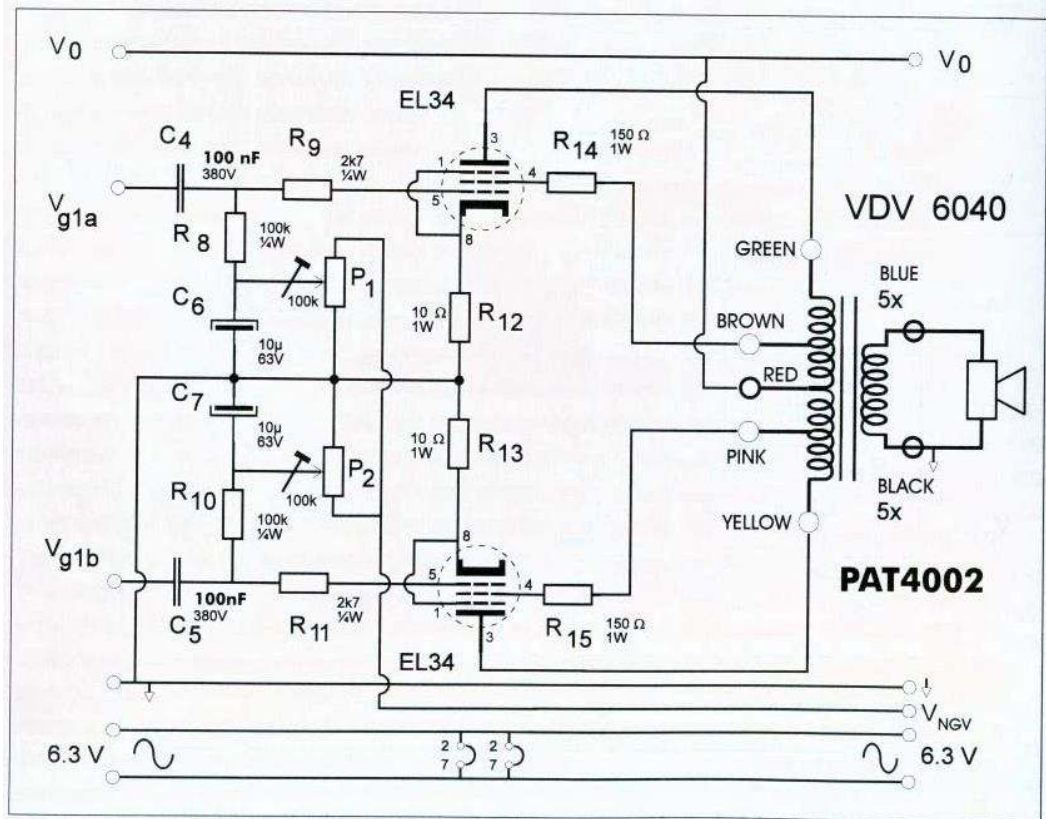 V0
V0
EL34
C4
100 nF
380V
R9
2k7
¼W
3
1
5
4
8
R14
150 Ω
1W
Vg1a
VDV 6040
R8
100k
¼W
GREEN
P1
100k
BLUE
5x
C6
10µ
63V
10 Ω
1W
R12
BROWN
RED
C7
10µ
63V
10 Ω
1W
R13
PINK
P2
100k
R10
100k
¼W
BLACK
5x
YELLOW
Vg1b
8
5
4
1
3
PAT4002
100nF
380V
C5
2k7
¼W
R11
R15
150 Ω
1W
EL34
VNGV
6.3 V
2
7
2
7
6.3 V